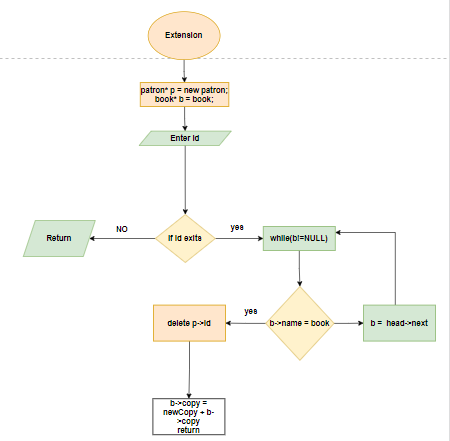 Extension
patron* p = new patron;
book* b = book;
Enter id
If id exits
NO
Return
yes
while(b!=NULL)
b->name = book
yes
delete p->id
b = head->next
b->copy =
newCopy + b-
>copy
return